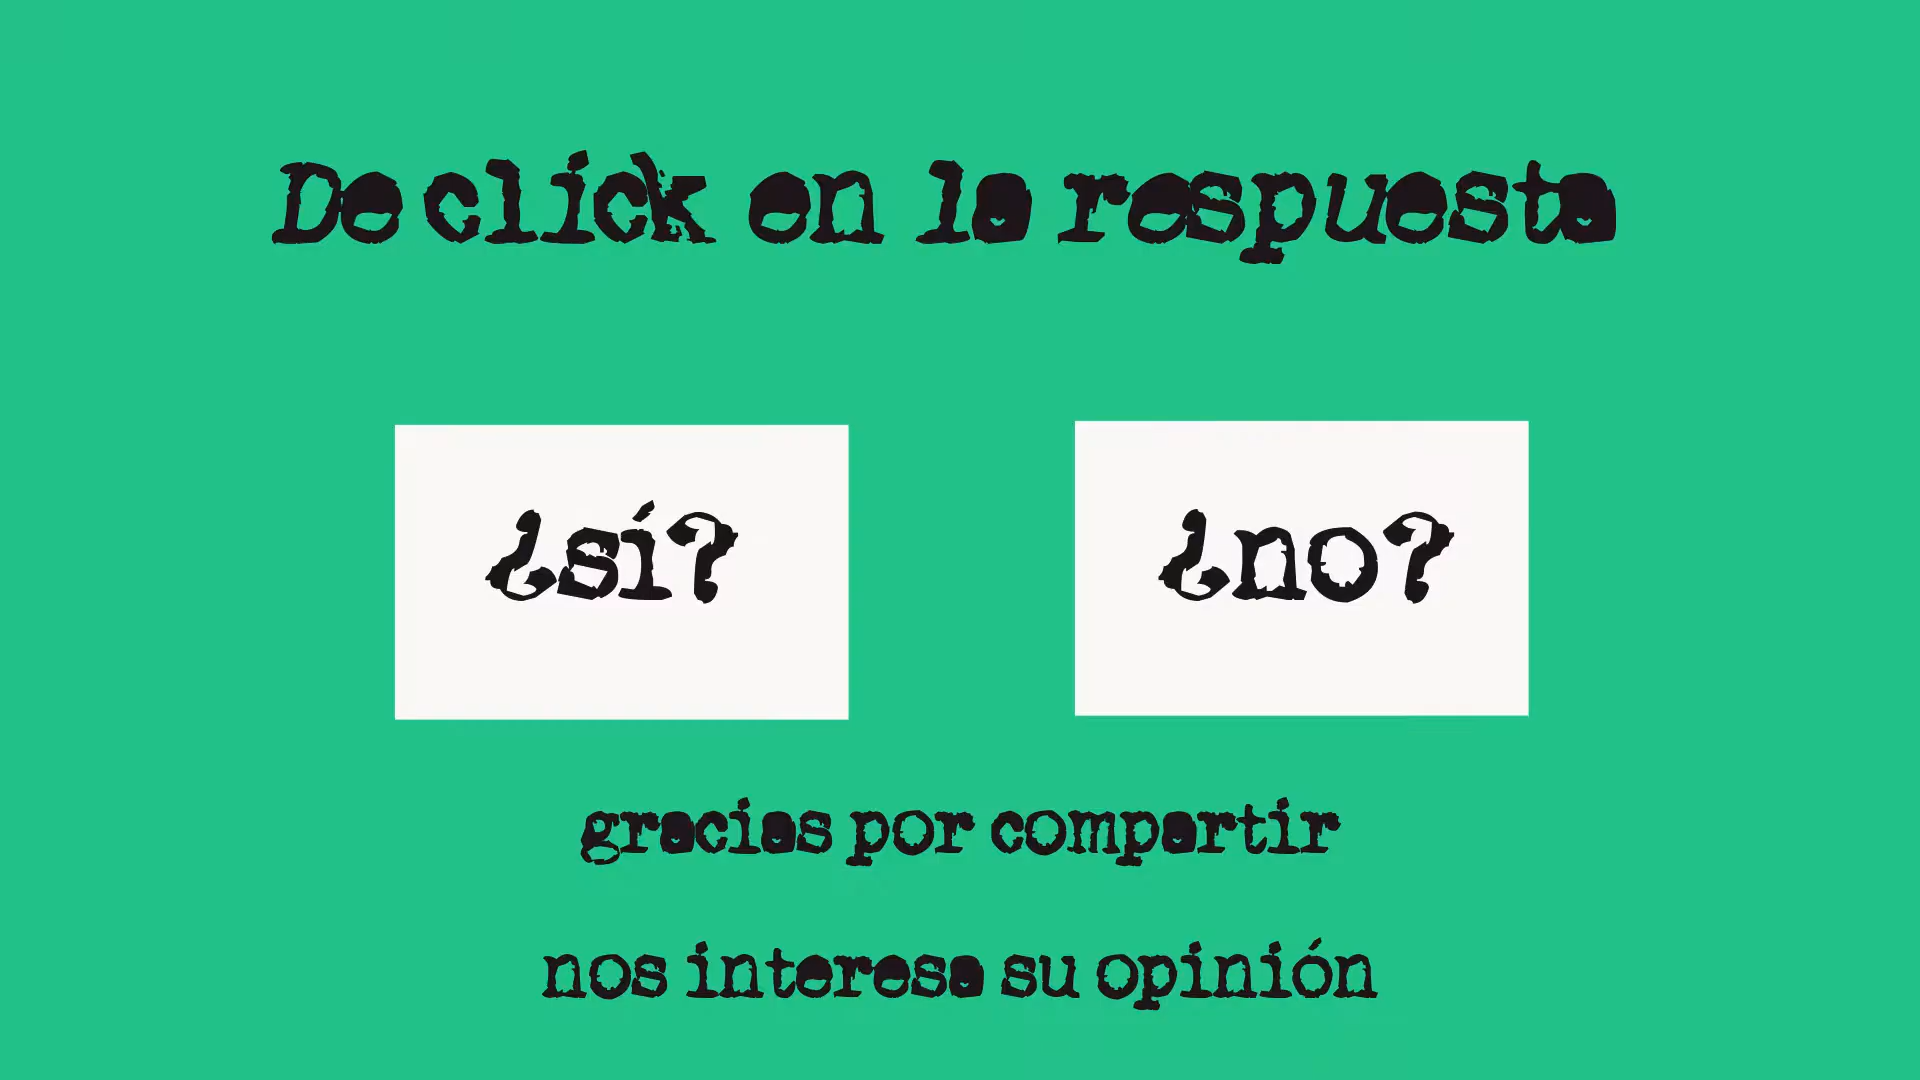 De click en la respuesta
¿sí?
¿no?
gracias por compartir
nos interesa su opinión